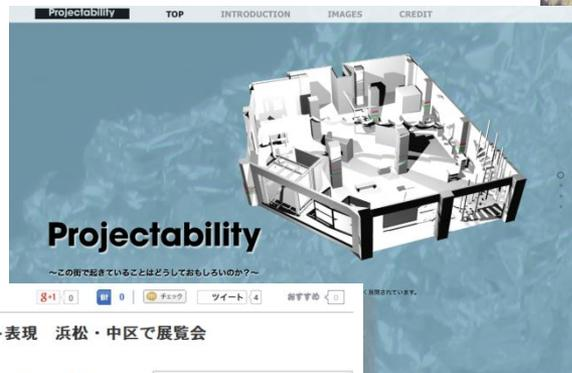 Projectability TOP INTRODUCTION IMAGES CREDIT
Projectability
～この街で起きていることはどうしておもしろいのか？～
く展開されています。
g+1 0 B! 0 チェック ツイート 4 おすすめ 0
表現 浜松・中区で展覧会